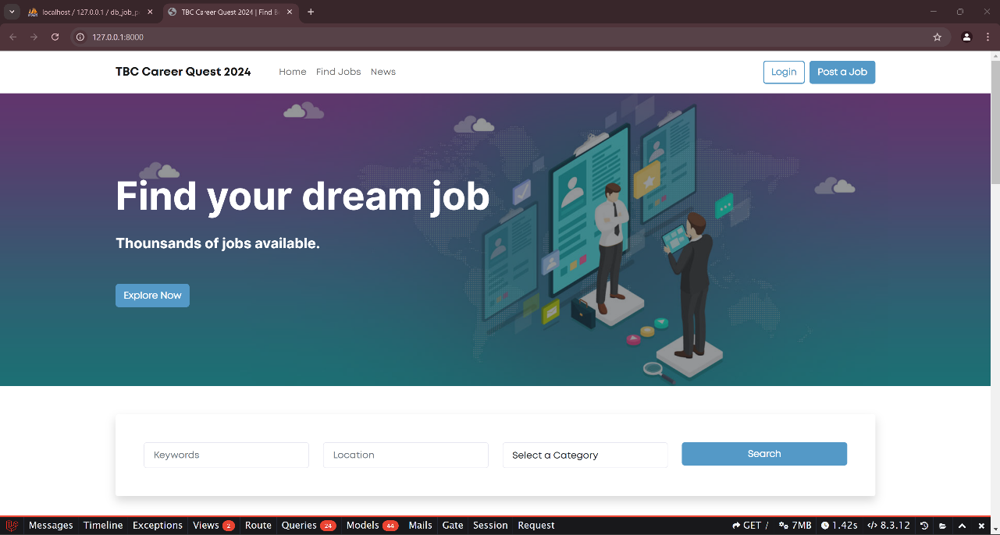 localhost / 127.0.0.1 / db_job_p
TBC Career Quest 2024 | Find B
127.0.0.1:8000
TBC Career Quest 2024
Home
Find Jobs
News
Login
Post a Job
Find your dream job
Thounsands of jobs available.
Explore Now
Keywords
Location
Select a Category
Search
Messages
Timeline
Exceptions
Views 2
Route
Queries 24
Models 44
Mails
Gate
Session
Request
GET /
7MB
1.42s
8.3.12